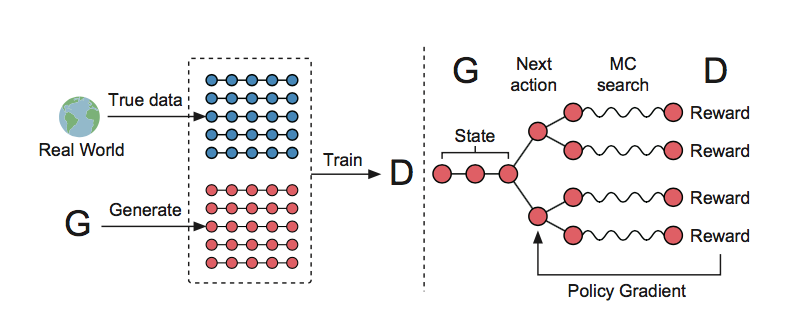 True data
Real World
G
Generate
Train
D
G
Next
action
MC
search
D
State
Reward
Reward
Reward
Reward
Policy Gradient